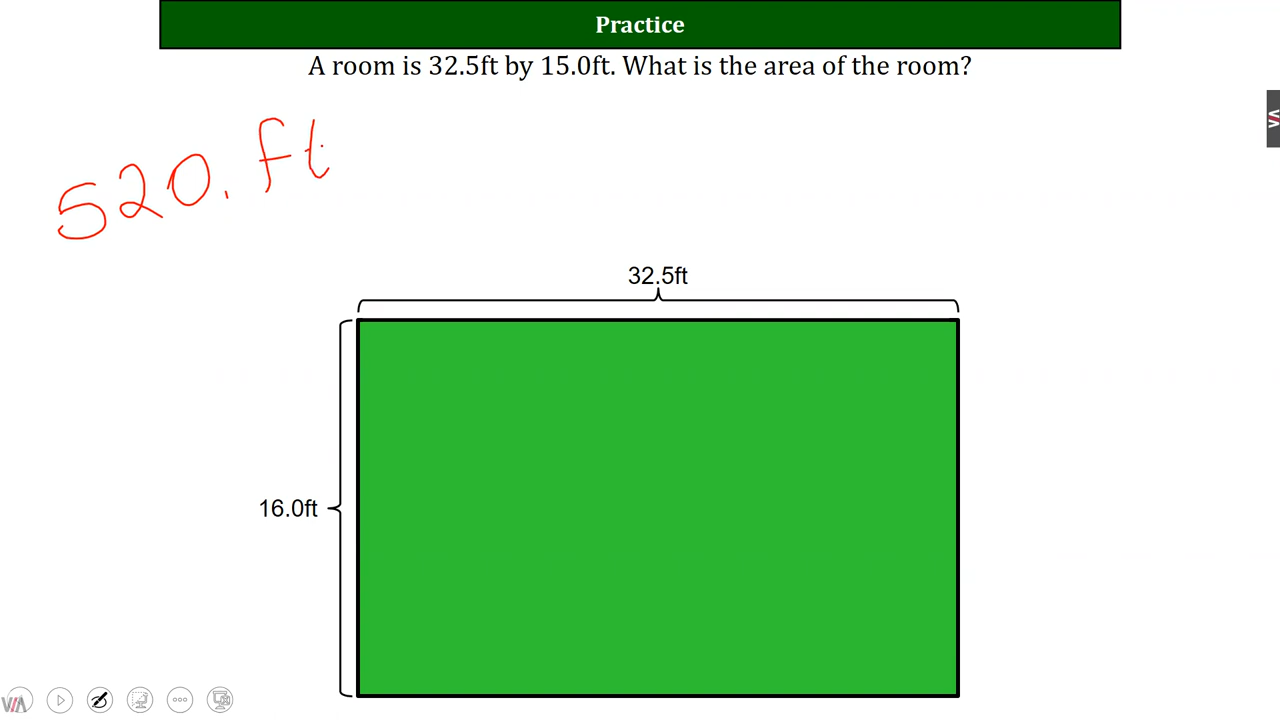 Practice
A room is 32.5ft by 15.0ft. What is the area of the room?
520. ft
32.5ft
16.0ft